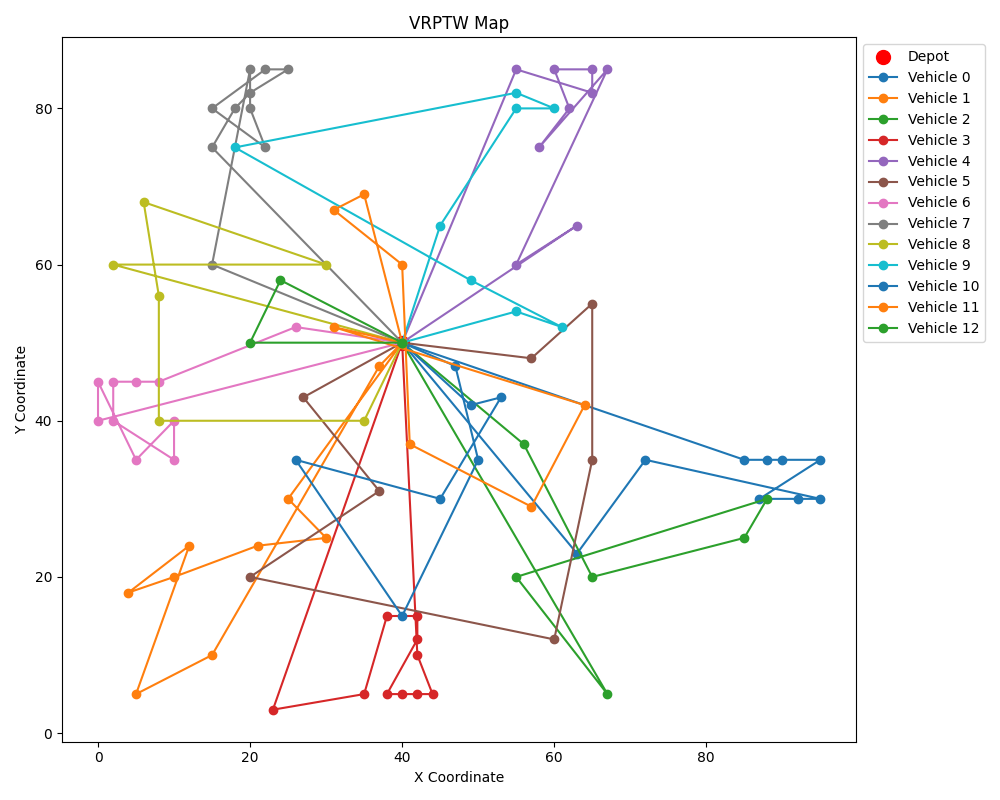 VRPTW Map
Y Coordinate
80
60
40
20
0
0
20
40
60
80
X Coordinate
Depot
Vehicle 0
Vehicle 1
Vehicle 2
Vehicle 3
Vehicle 4
Vehicle 5
Vehicle 6
Vehicle 7
Vehicle 8
Vehicle 9
Vehicle 10
Vehicle 11
Vehicle 12